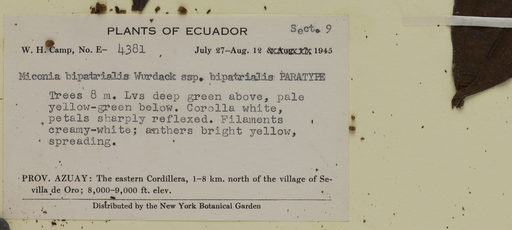 Sect. 9
PLANTS OF ECUADOR
W. H. Camp, No. E- 4381 July 27-Aug. 12 1945
Miconia bipatrialis Wurdack ssp. bipatrialis PARATYPE
Trees 8 m. Lvs deep green above, pale
yellow-green below. Corolla white,
petals sharply reflexed. Filaments
creamy-white; anthers bright yellow,
spreading.
PROV. AZUAY: The eastern Cordillera, 1-8 km. north of the village of Se-
villa de Oro; 8,000-9,000 ft. elev.
Distributed by the New York Botanical Garden